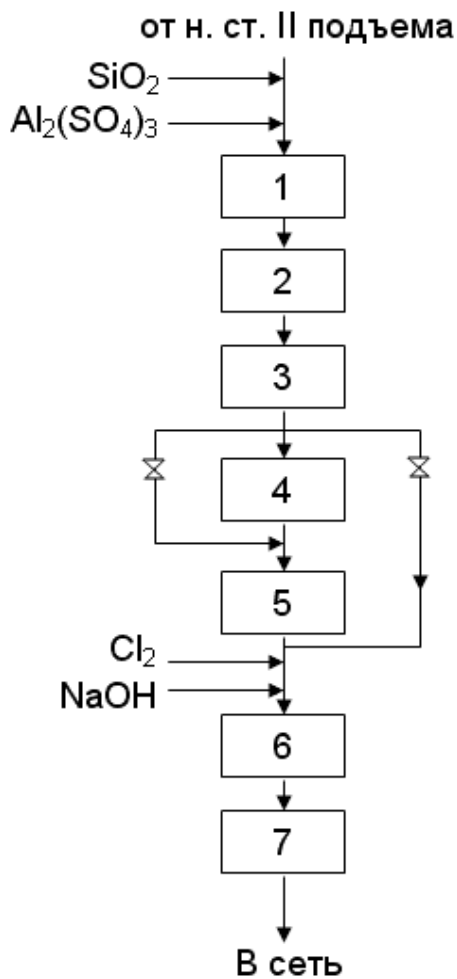 от н. ст. II подъема
SiO₂
Al₂(SO₄)₃
1
2
3
4
5
Cl₂
NaOH
6
7
В сеть